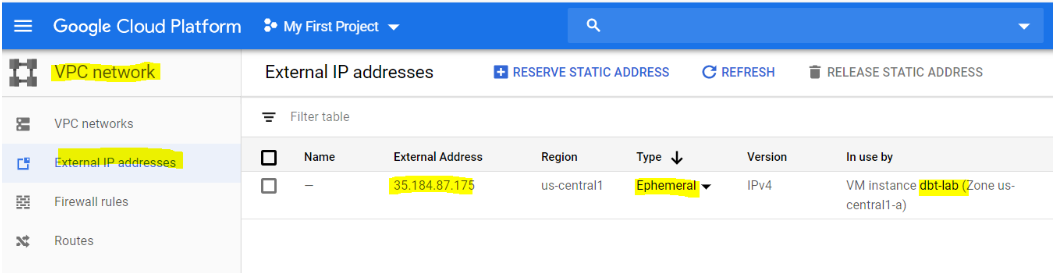 Google Cloud Platform My First Project
VPC network External IP addresses RESERVE STATIC ADDRESS REFRESH RELEASE STATIC ADDRESS
VPC networks
External IP addresses
Firewall rules
Routes
Filter table
Name External Address Region Type Version In use by
— 35.184.87.175 us-central1 Ephemeral IPv4 VM instance dbt-lab (Zone us-
central1-a)